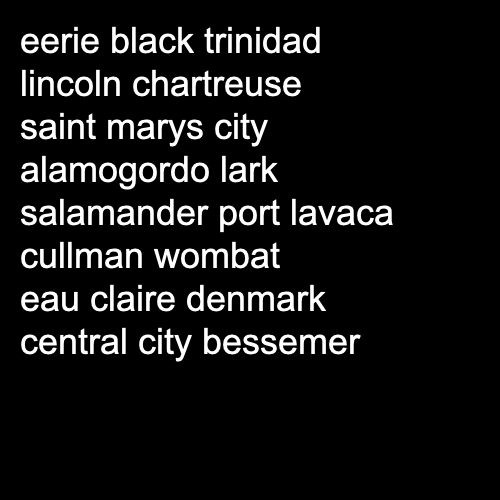 eerie black trinidad
lincoln chartreuse
saint marys city
alamogordo lark
salamander port lavaca
cullman wombat
eau claire denmark
central city bessemer